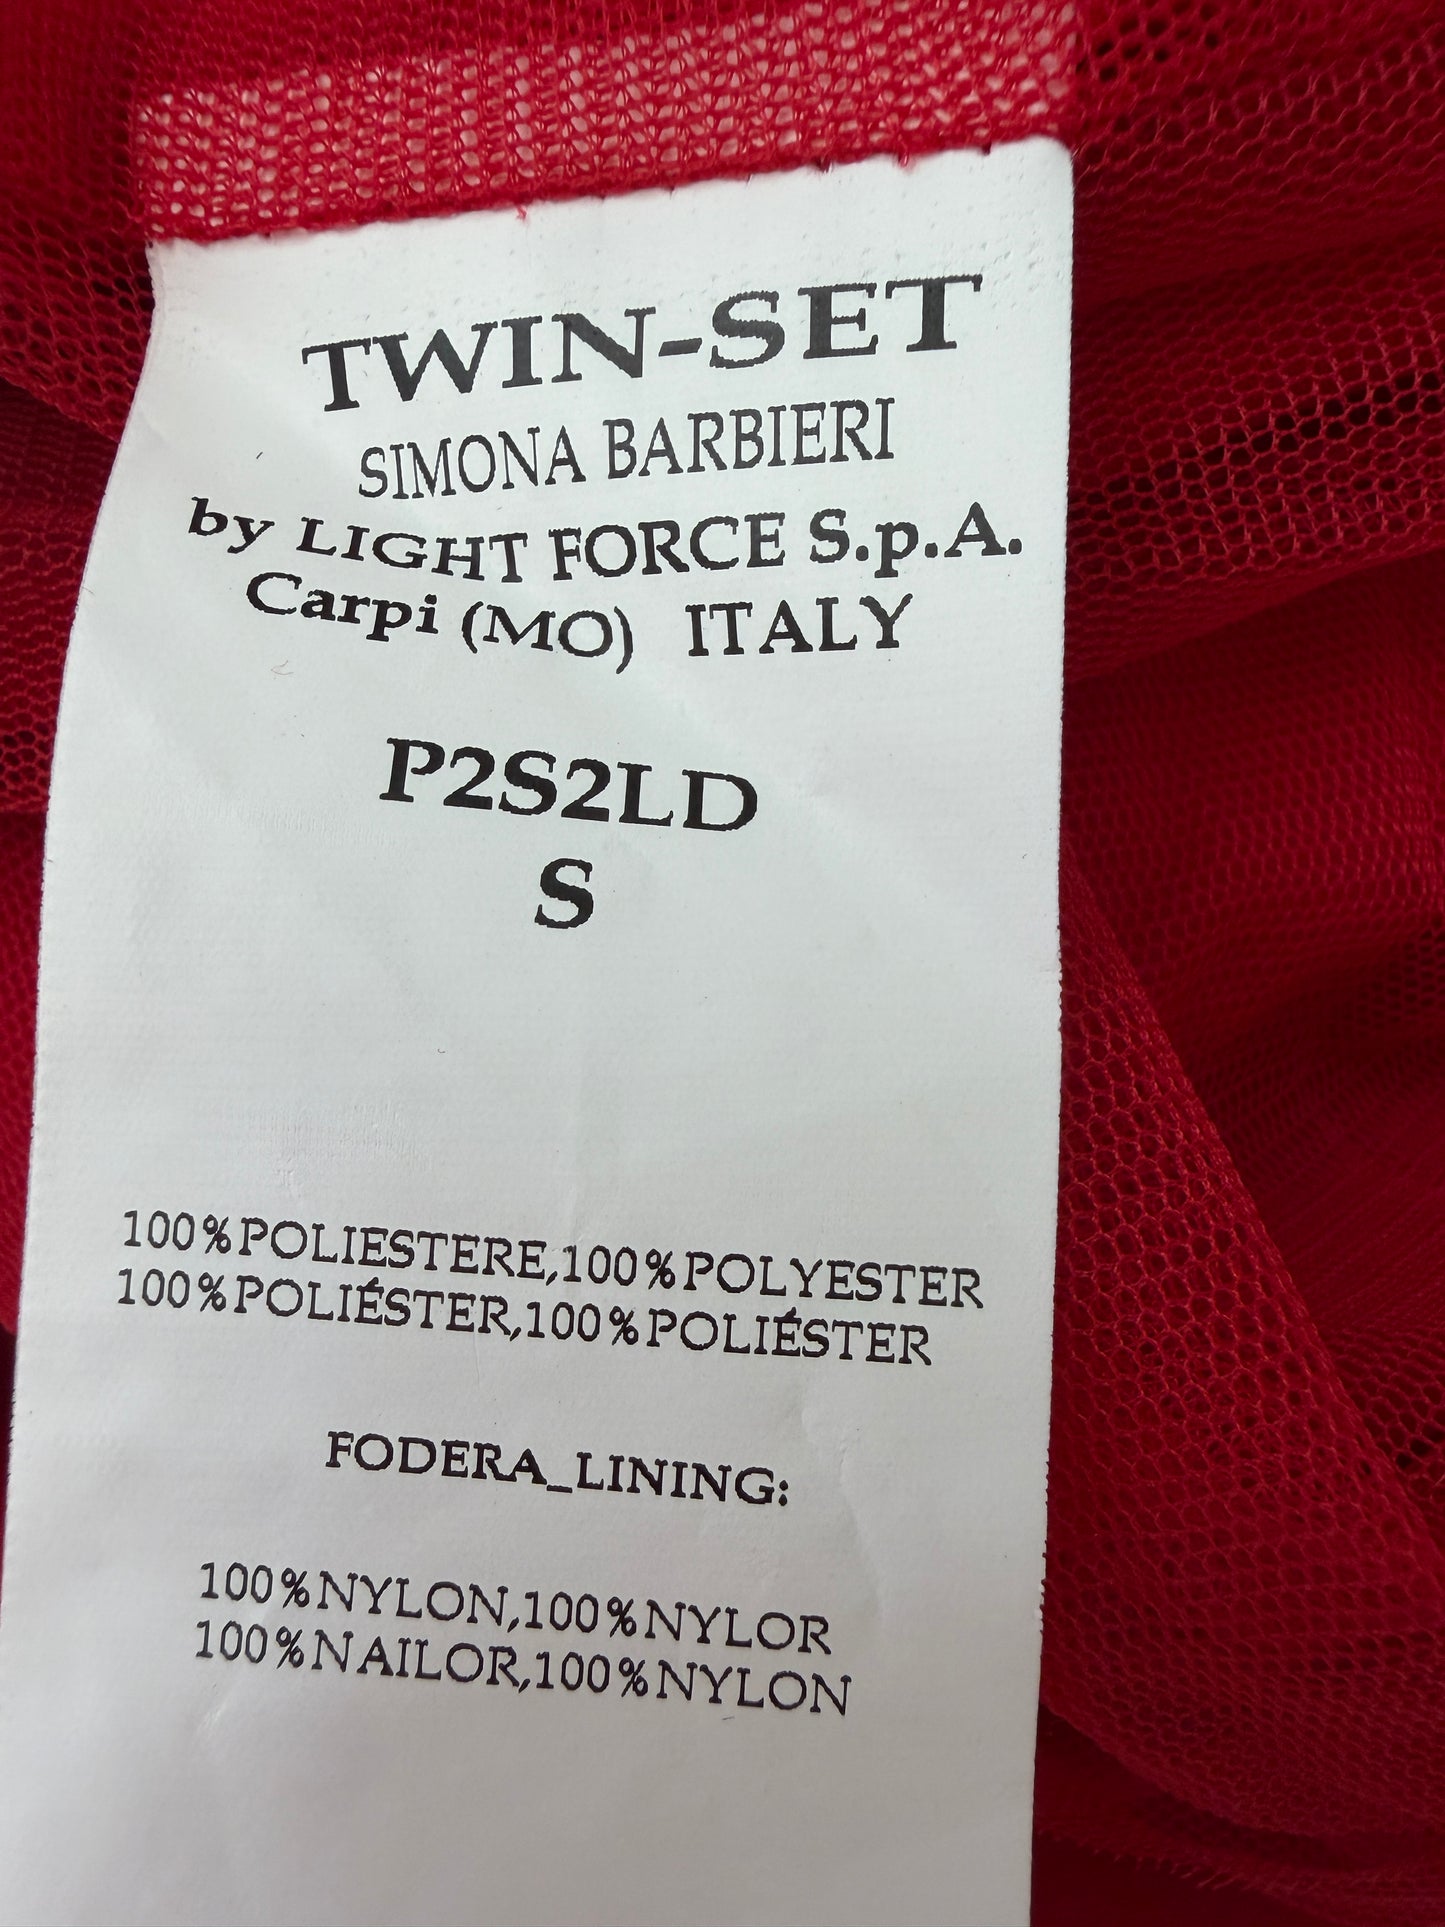 TWIN-SET
SIMONA BARBIERI
by LIGHT FORCE S.p.A.
Carpi (MO) ITALY
P2S2LD
S
100%POLIESTERE,100%POLYESTER
100%POLIÉSTER,100%POLIÉSTER
FODERA_LINING:
100%NYLON,100%NYLOR
100%NAILOR,100%NYLON